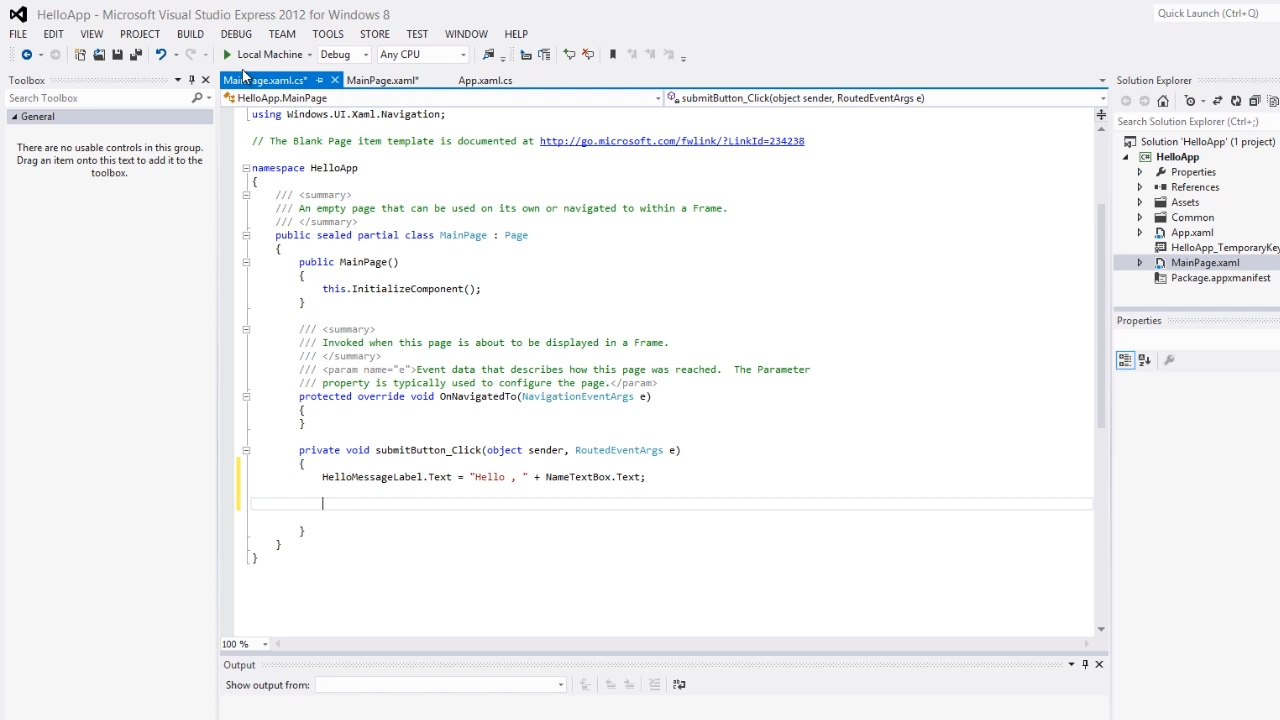 HelloApp - Microsoft Visual Studio Express 2012 for Windows 8
Quick Launch (Ctrl+Q)
FILE EDIT VIEW PROJECT BUILD DEBUG TEAM TOOLS STORE TEST WINDOW HELP
Local Machine Debug Any CPU
Toolbox
MainPage.xaml.cs* MainPage.xaml* App.xaml.cs
Solution Explorer
Search Toolbox
HelloApp.MainPage
submitButton_Click(object sender, RoutedEventArgs e)
General
There are no usable controls in this group.
Drag an item onto this text to add it to the
toolbox.
using Windows.UI.Xaml.Navigation;
// The Blank Page item template is documented at http://go.microsoft.com/fwlink/?LinkId=234238
namespace HelloApp
{
/// <summary>
/// An empty page that can be used on its own or navigated to within a Frame.
/// </summary>
public sealed partial class MainPage : Page
{
public MainPage()
{
this.InitializeComponent();
}
/// <summary>
/// Invoked when this page is about to be displayed in a Frame.
/// </summary>
/// <param name="e">Event data that describes how this page was reached.  The Parameter
/// property is typically used to configure the page.</param>
protected override void OnNavigatedTo(NavigationEventArgs e)
{
}
private void submitButton_Click(object sender, RoutedEventArgs e)
{
HelloMessageLabel.Text = "Hello , " + NameTextBox.Text;
}
}
}
100 %
Output
Show output from:
Search Solution Explorer (Ctrl+;)
Solution 'HelloApp' (1 project)
HelloApp
Properties
References
Assets
Common
App.xaml
HelloApp_TemporaryKey
MainPage.xaml
Package.appxmanifest
Properties